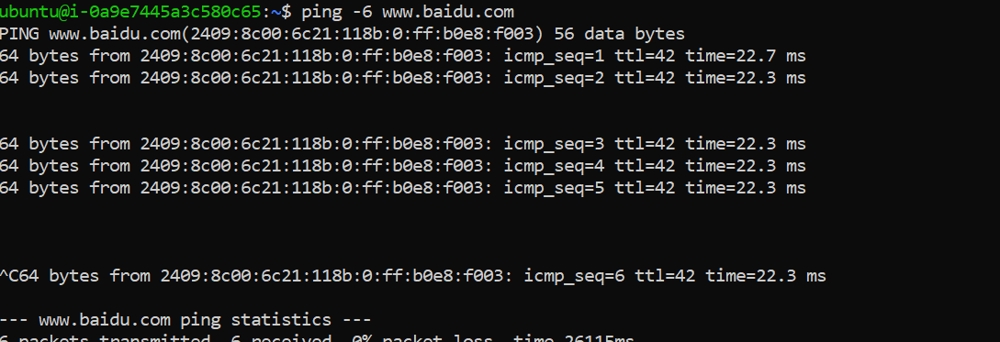 ubuntu@i-0a9e7445a3c580c65:~$ ping -6 www.baidu.com
PING www.baidu.com(2409:8c00:6c21:118b:0:ff:b0e8:f003) 56 data bytes
64 bytes from 2409:8c00:6c21:118b:0:ff:b0e8:f003: icmp_seq=1 ttl=42 time=22.7 ms
64 bytes from 2409:8c00:6c21:118b:0:ff:b0e8:f003: icmp_seq=2 ttl=42 time=22.3 ms
64 bytes from 2409:8c00:6c21:118b:0:ff:b0e8:f003: icmp_seq=3 ttl=42 time=22.3 ms
64 bytes from 2409:8c00:6c21:118b:0:ff:b0e8:f003: icmp_seq=4 ttl=42 time=22.3 ms
64 bytes from 2409:8c00:6c21:118b:0:ff:b0e8:f003: icmp_seq=5 ttl=42 time=22.3 ms
^C64 bytes from 2409:8c00:6c21:118b:0:ff:b0e8:f003: icmp_seq=6 ttl=42 time=22.3 ms
--- www.baidu.com ping statistics ---
6 packets transmitted, 6 received, 0% packet loss, time 26115ms